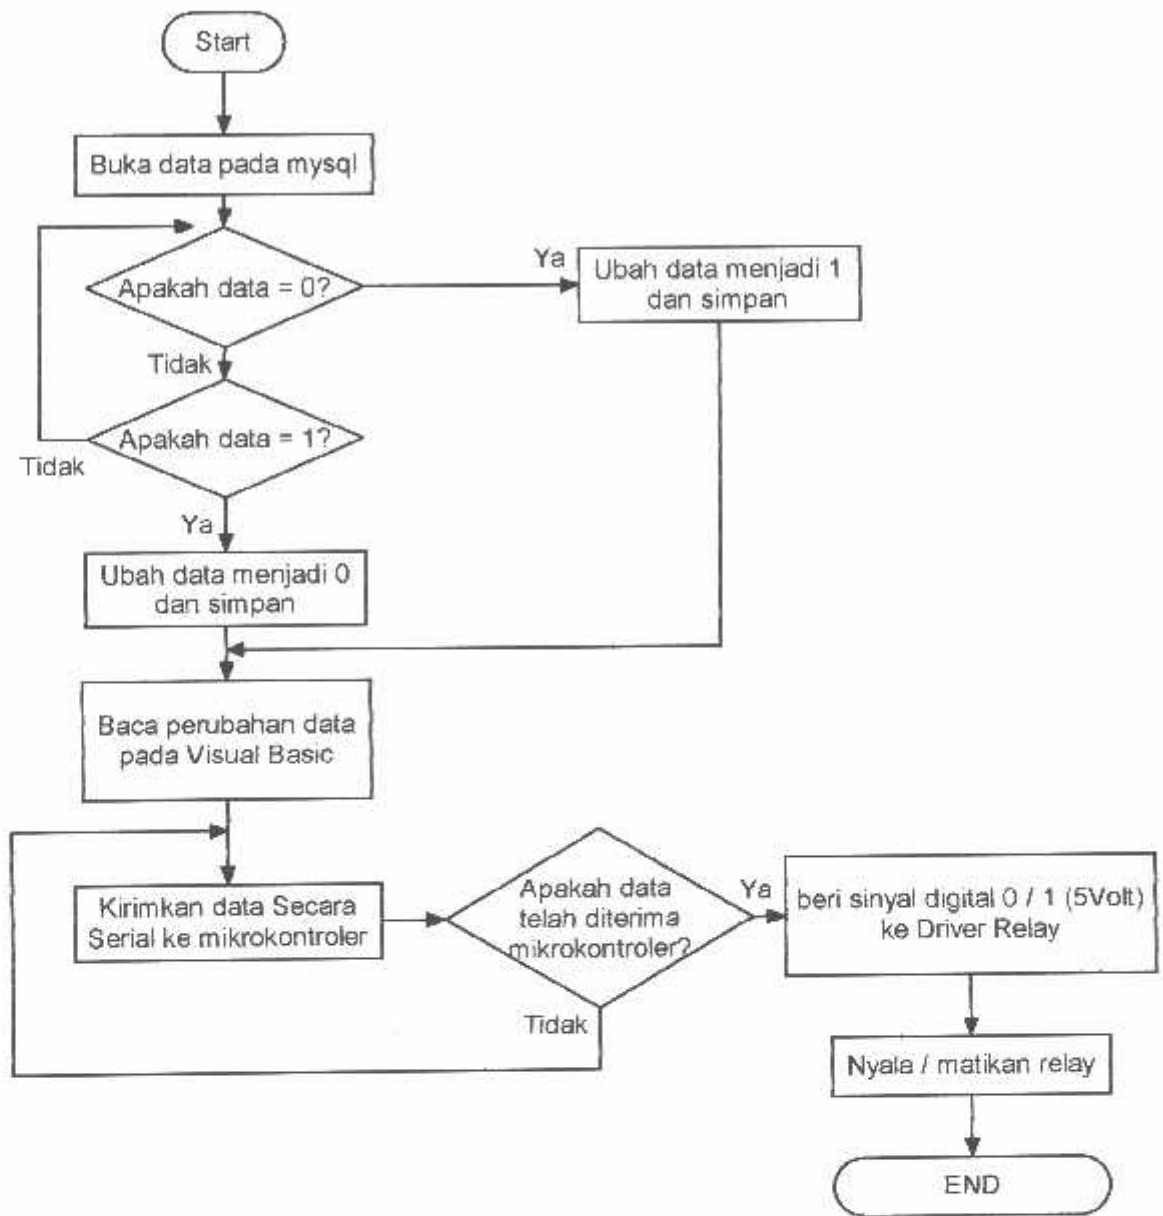 Start
Buka data pada mysql
Apakah data = 0?
Ya
Ubah data menjadi 1
dan simpan
Tidak
Apakah data = 1?
Tidak
Ya
Ubah data menjadi 0
dan simpan
Baca perubahan data
pada Visual Basic
Kirimkan data Secara
Serial ke mikrokontroler
Apakah data
telah diterima
mikrokontroler?
Ya
beri sinyal digital 0 / 1 (5Volt)
ke Driver Relay
Tidak
Nyala / matikan relay
END